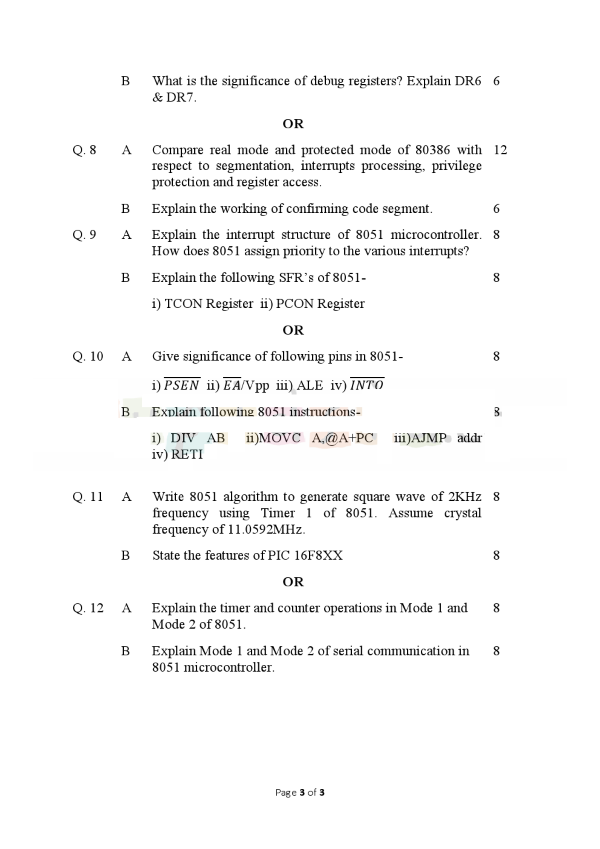 B What is the significance of debug registers? Explain DR6 6
& DR7.
OR
Q. 8 A Compare real mode and protected mode of 80386 with 12
respect to segmentation, interrupts processing, privilege
protection and register access.
B Explain the working of confirming code segment. 6
Q. 9 A Explain the interrupt structure of 8051 microcontroller. 8
How does 8051 assign priority to the various interrupts?
B Explain the following SFR’s of 8051- 8
i) TCON Register ii) PCON Register
OR
Q. 10 A Give significance of following pins in 8051- 8
i) P̅S̅E̅N̅ ii) E̅A̅/Vpp iii) ALE iv) I̅N̅T̅O̅
B Explain following 8051 instructions- 8
i) DIV AB ii)MOVC A,@A+PC iii)AJMP addr
iv) RETI
Q. 11 A Write 8051 algorithm to generate square wave of 2KHz 8
frequency using Timer 1 of 8051. Assume crystal
frequency of 11.0592MHz.
B State the features of PIC 16F8XX 8
OR
Q. 12 A Explain the timer and counter operations in Mode 1 and 8
Mode 2 of 8051.
B Explain Mode 1 and Mode 2 of serial communication in 8
8051 microcontroller.
Page 3 of 3